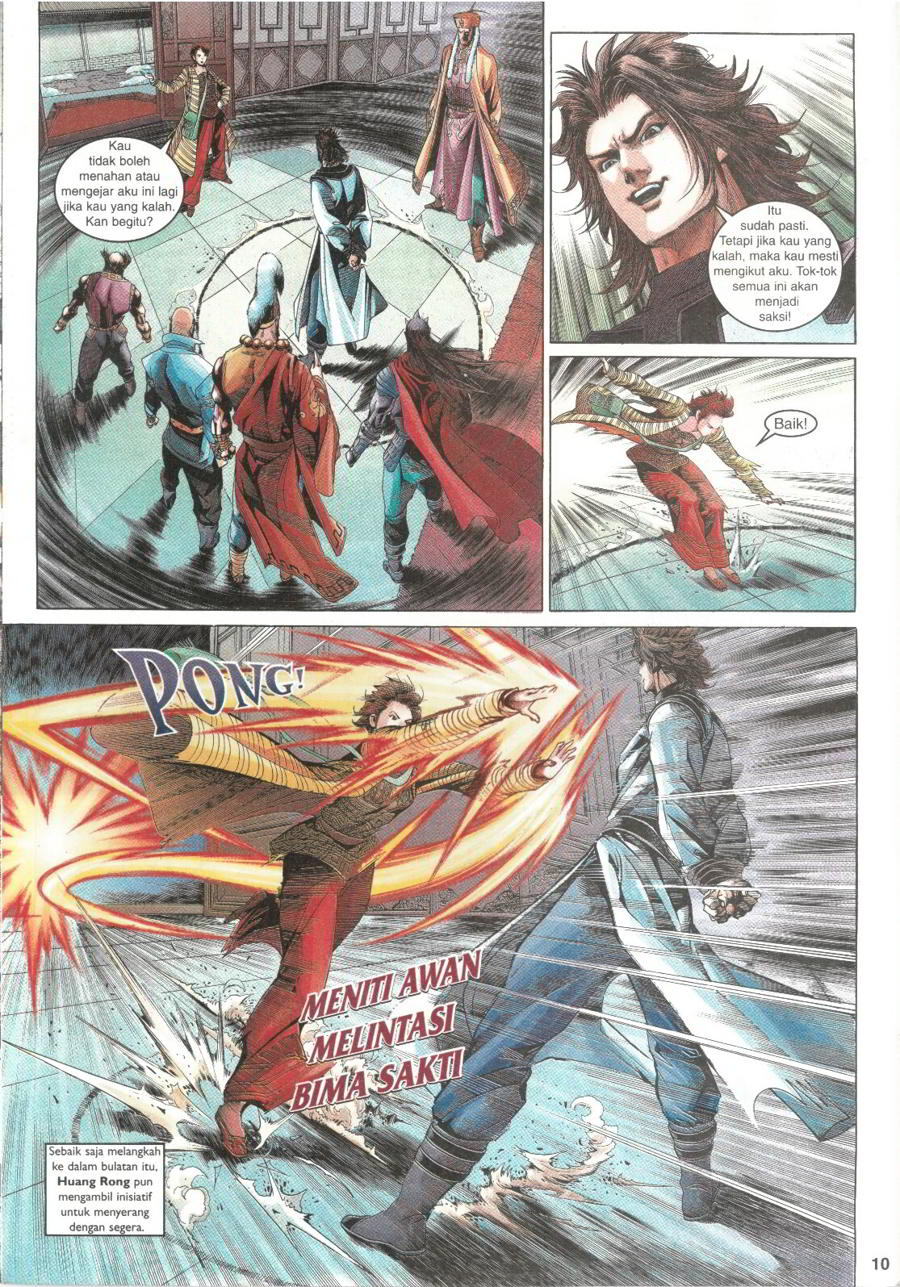 Kau
tidak boleh
menahan atau
mengejar aku ini lagi
jika kau yang kalah.
Kan begitu?
Itu
sudah pasti.
Tetapi jika kau yang
kalah, maka kau mesti
mengikut aku. Tok-tok
semua ini akan
menjadi
saksi!
Baik!
PONG!
MENITI AWAN
MELINTASI
BIMA SAKTI
Sebaik saja melangkah
ke dalam bulatan itu,
Huang Rong pun
mengambil inisiatif
untuk menyerang
dengan segera.
10